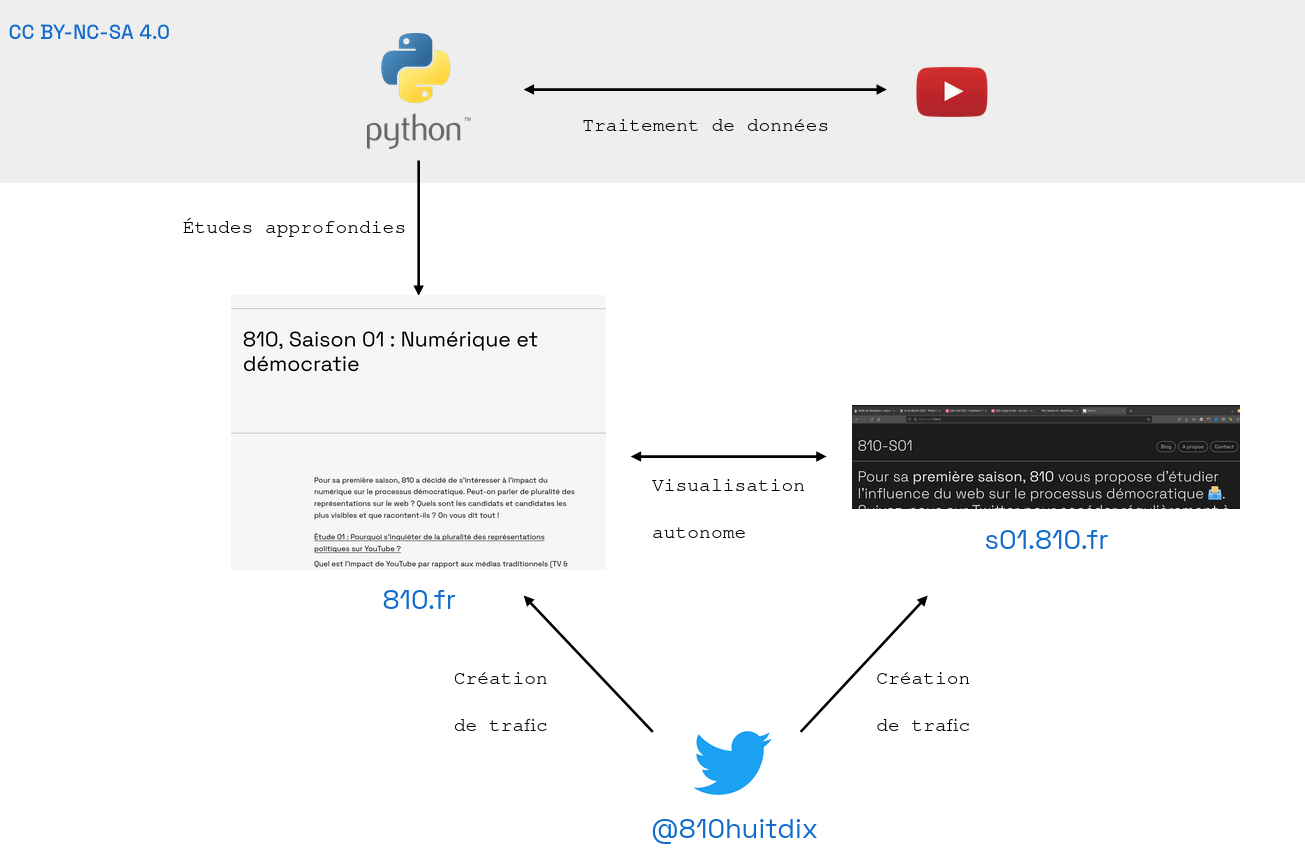 CC BY-NC-SA 4.0
python™
Traitement de données
Études approfondies
810, Saison 01 : Numérique et
démocratie
Pour sa première saison, 810 a décidé de s'intéresser à l'impact du
numérique sur le processus démocratique. Peut-on parler de pluralité des
représentations sur le web ? Quels sont les candidats et candidates les
plus visibles et que racontent-ils ? On vous dit tout !
Étude 01 : Pourquoi s'inquiéter de la pluralité des représentations
politiques sur YouTube ?
Quel est l'impact de YouTube par rapport aux médias traditionnels (TV &
810.fr
Visualisation
autonome
810-S01
Blog
A propos
Contact
Pour sa première saison, 810 vous propose d'étudier
l'influence du web sur le processus démocratique 🗳️.
s01.810.fr
Création
de trafic
Création
de trafic
@810huitdix